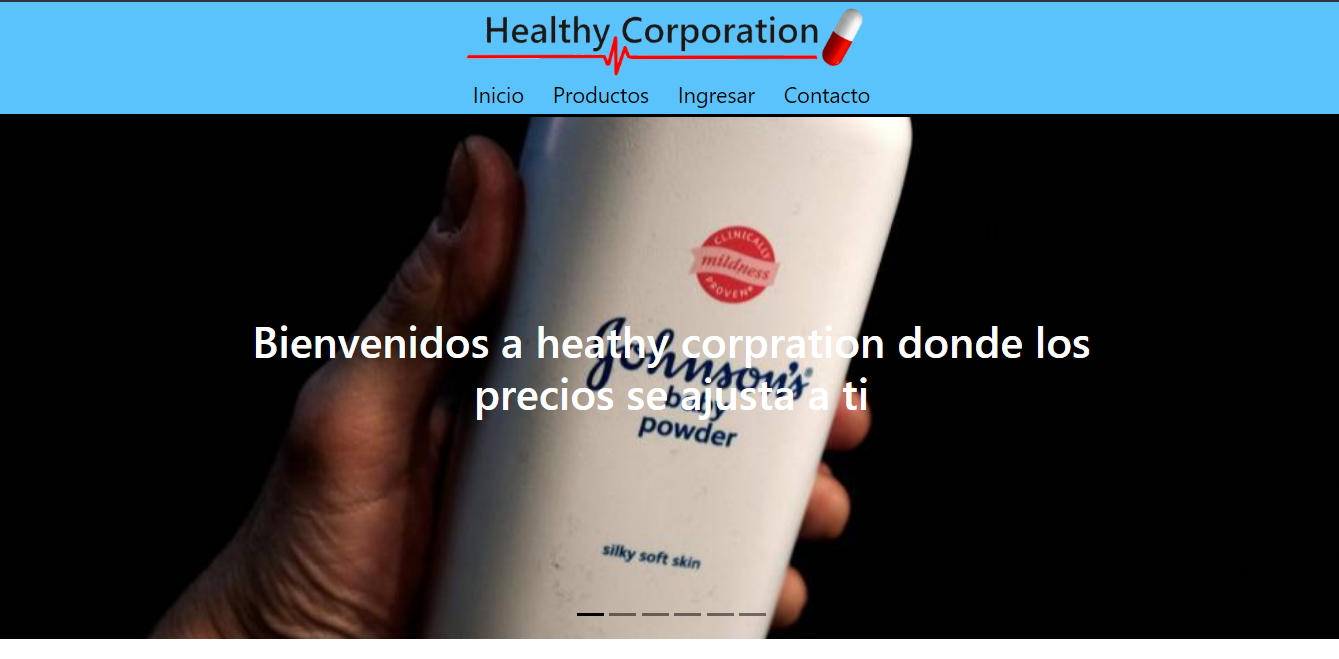 Healthy Corporation
Inicio Productos Ingresar Contacto
CLINICALLY
mildness
PROVEN®
Bienvenidos a heathy corpration donde los
precios se ajusta a ti
Johnson's®
baby
powder
silky soft skin